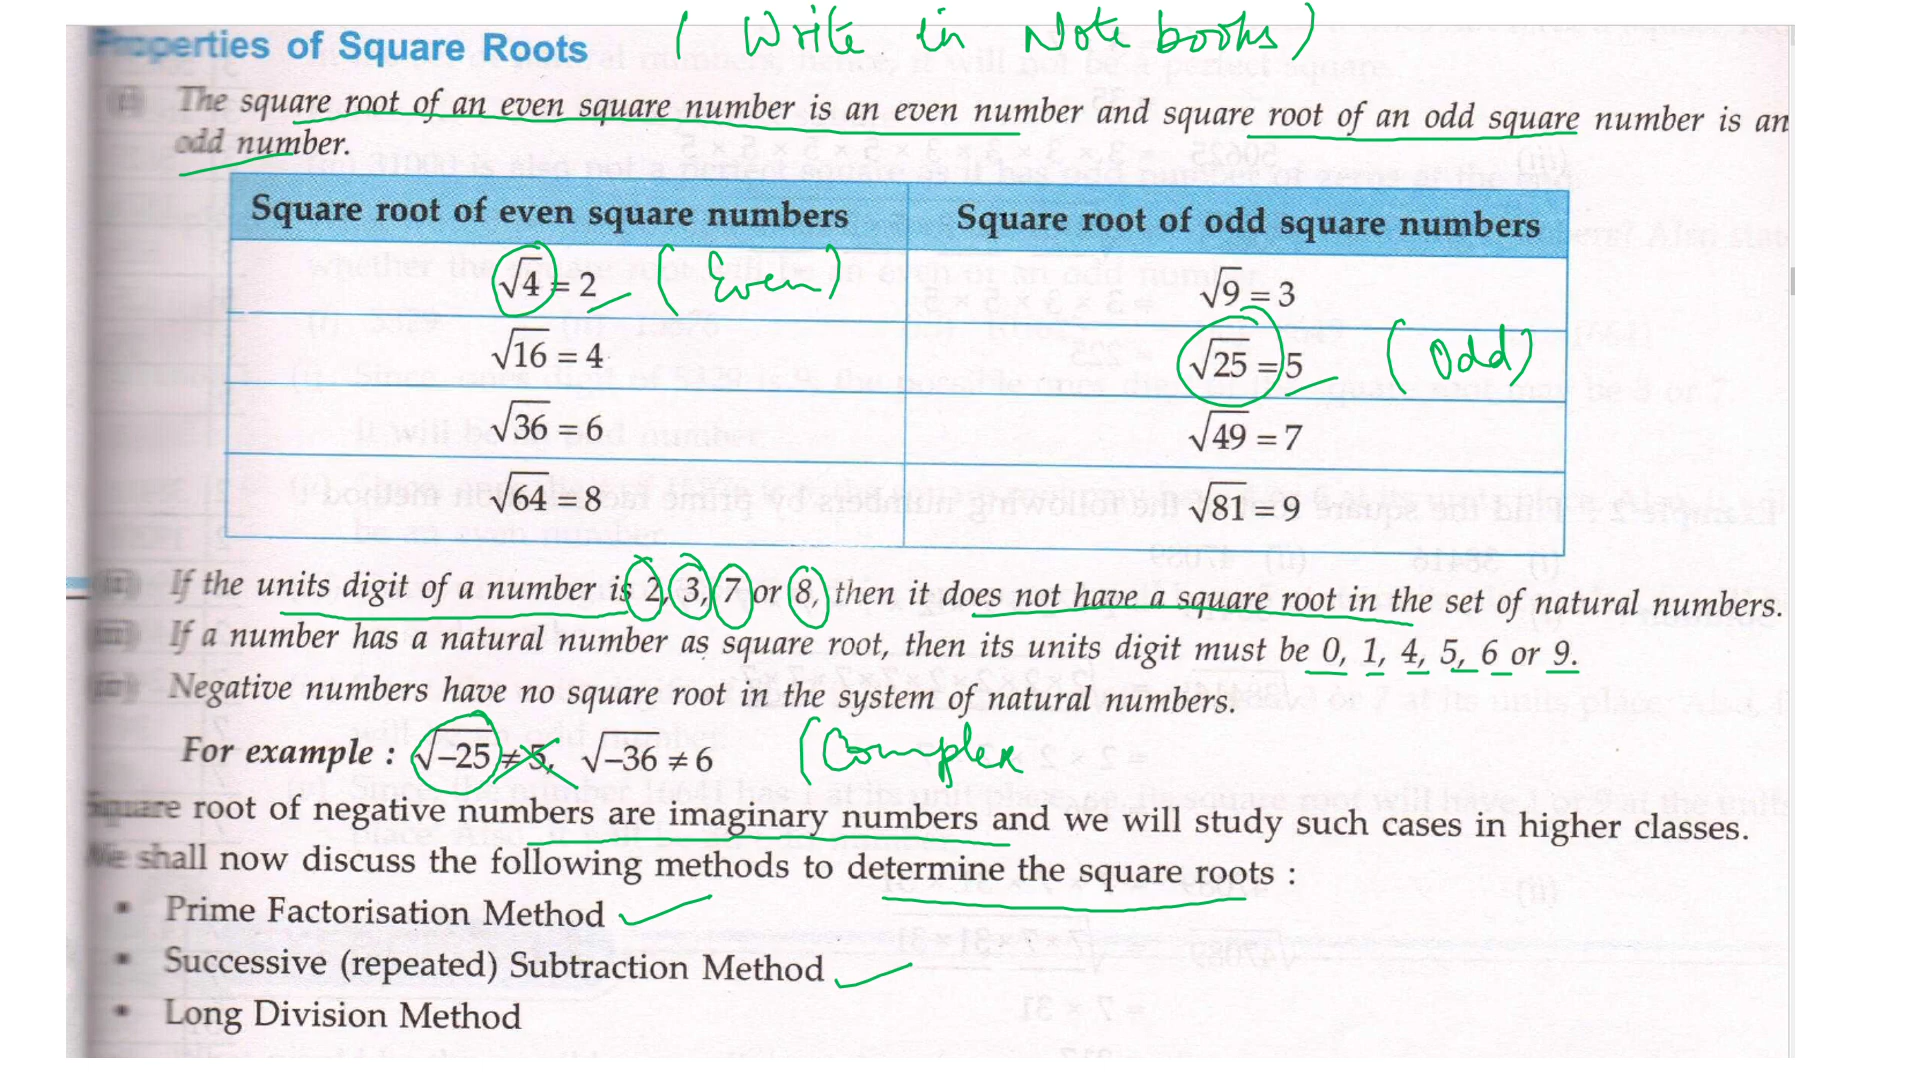 Properties of Square Roots (Write in Note books)
(i) The square root of an even square number is an even number and square root of an odd square number is an
odd number.
Square root of even square numbers Square root of odd square numbers
√4 = 2 (Even) √9 = 3
√16 = 4 √25 = 5 (Odd)
√36 = 6 √49 = 7
√64 = 8 √81 = 9
(ii) If the units digit of a number is 2, 3, 7 or 8, then it does not have a square root in the set of natural numbers.
(iii) If a number has a natural number as square root, then its units digit must be 0, 1, 4, 5, 6 or 9.
(iv) Negative numbers have no square root in the system of natural numbers.
For example : √–25 ≠ 5, √–36 ≠ 6 (Complex
Square root of negative numbers are imaginary numbers and we will study such cases in higher classes.
We shall now discuss the following methods to determine the square roots :
▪ Prime Factorisation Method
▪ Successive (repeated) Subtraction Method
▪ Long Division Method